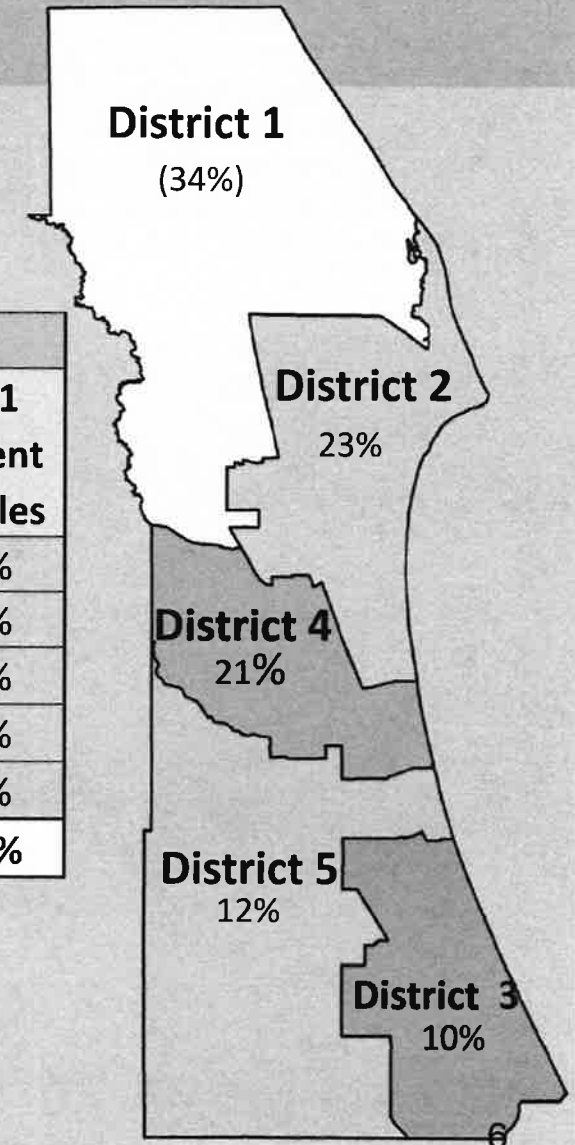 District 1
(34%)
1
ent
les
%
%
%
%
%
%
District 2
23%
District 4
21%
District 5
12%
District 3
10%
6